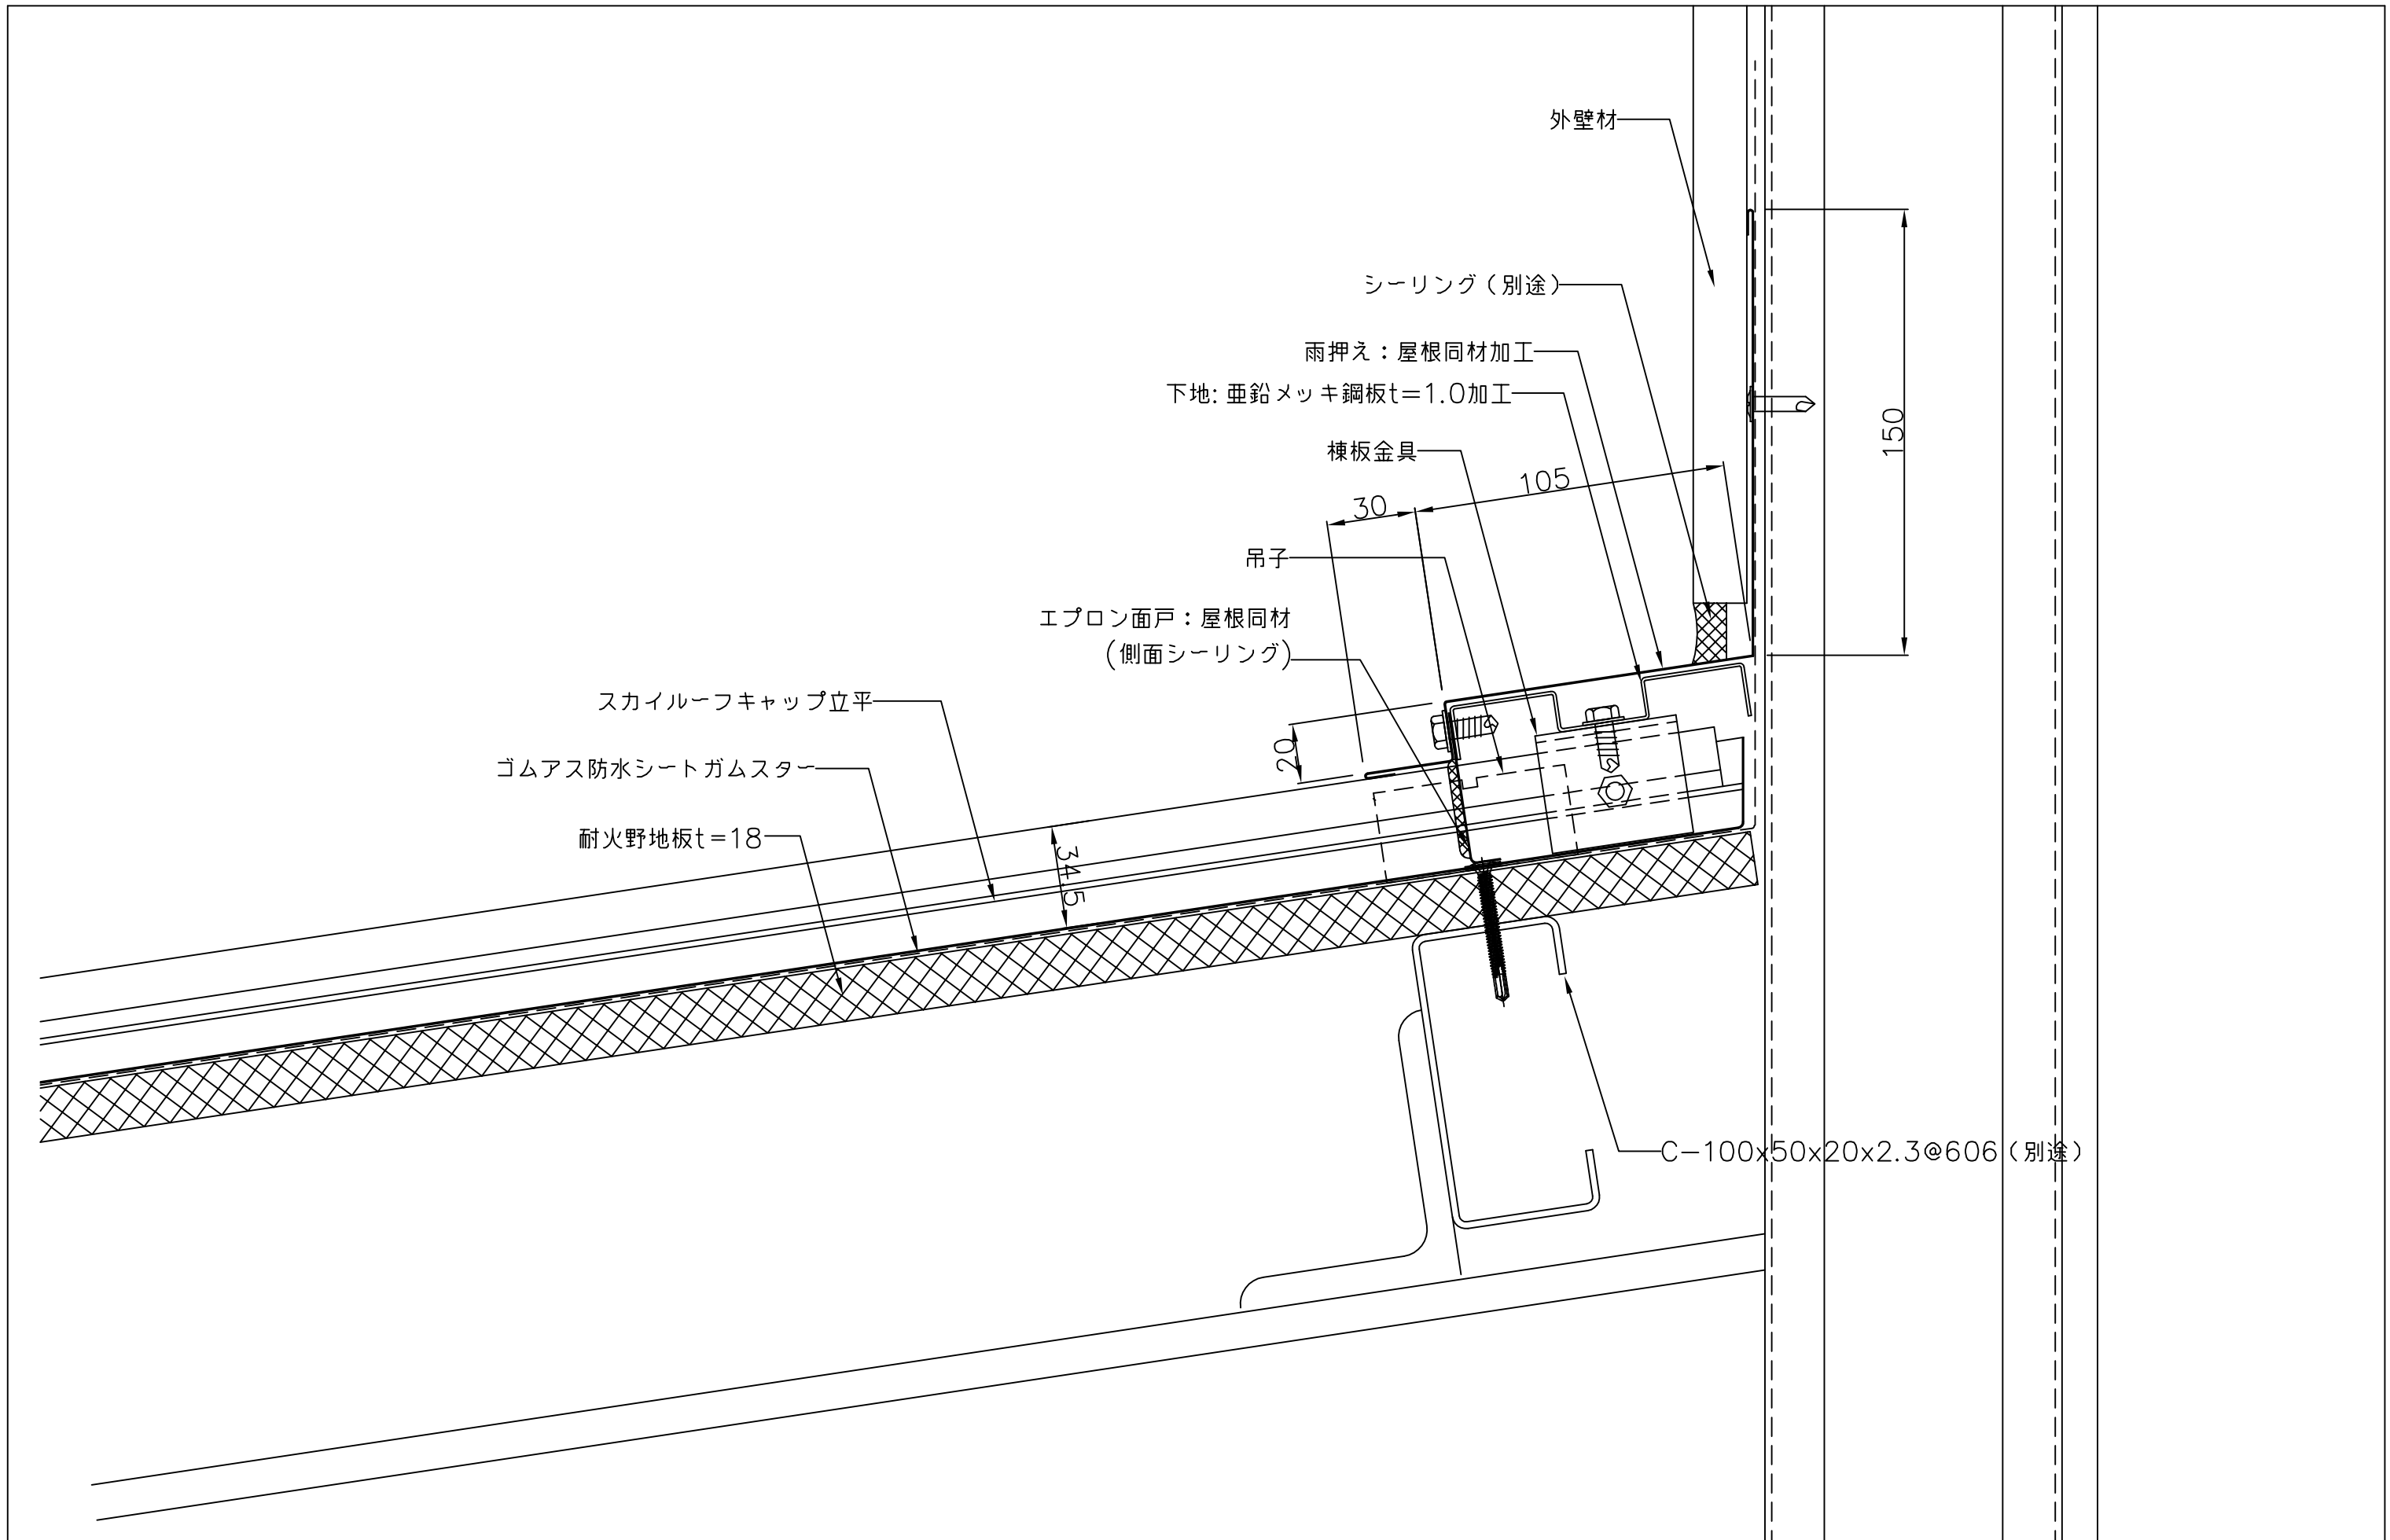 外壁材
シーリング（別途）
雨押え：屋根同材加工
下地:亜鉛メッキ鋼板t=1.0加工
棟板金具
150
105
30
吊子
エプロン面戸：屋根同材
(側面シーリング)
スカイルーフキャップ立平
20
ゴムアス防水シートガムスター
耐火野地板t=18
34.5
C-100x50x20x2.3@606（別途）